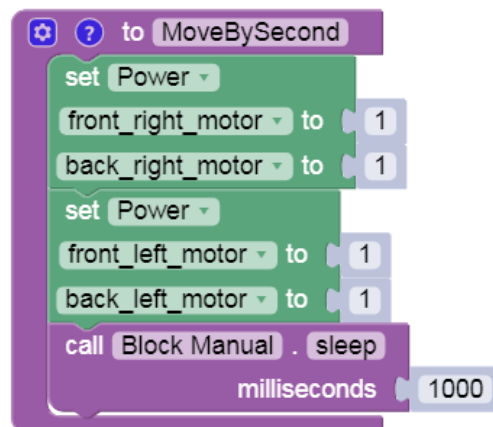 ? to MoveBySecond
set Power
front_right_motor to 1
back_right_motor to 1
set Power
front_left_motor to 1
back_left_motor to 1
call Block Manual . sleep
milliseconds 1000